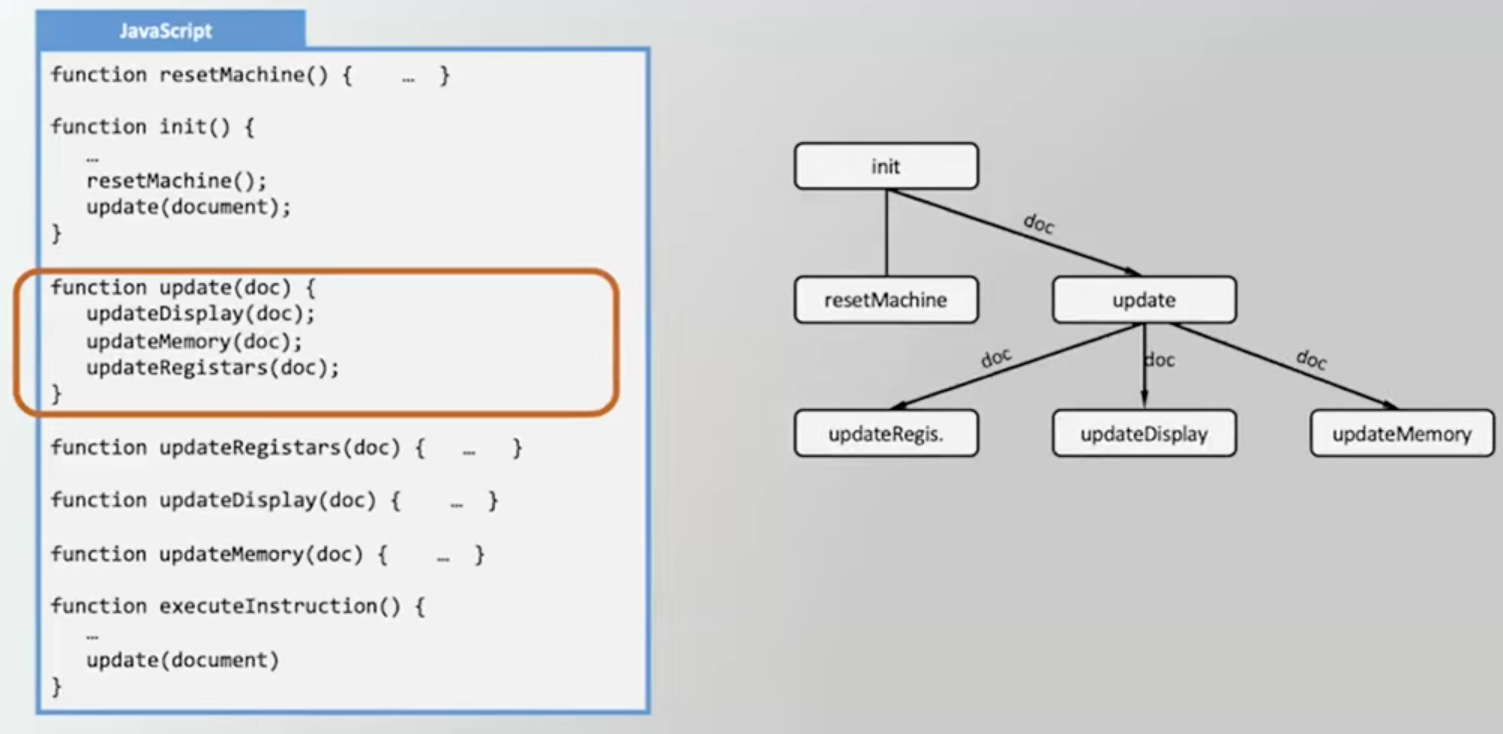 JavaScript
function resetMachine() { … }
function init() {
…
resetMachine();
update(document);
}
function update(doc) {
updateDisplay(doc);
updateMemory(doc);
updateRegistars(doc);
}
function updateRegistars(doc) { … }
function updateDisplay(doc) { … }
function updateMemory(doc) { … }
function executeInstruction() {
…
update(document)
}
init
doc
resetMachine
update
doc
doc
doc
updateRegis.
updateDisplay
updateMemory